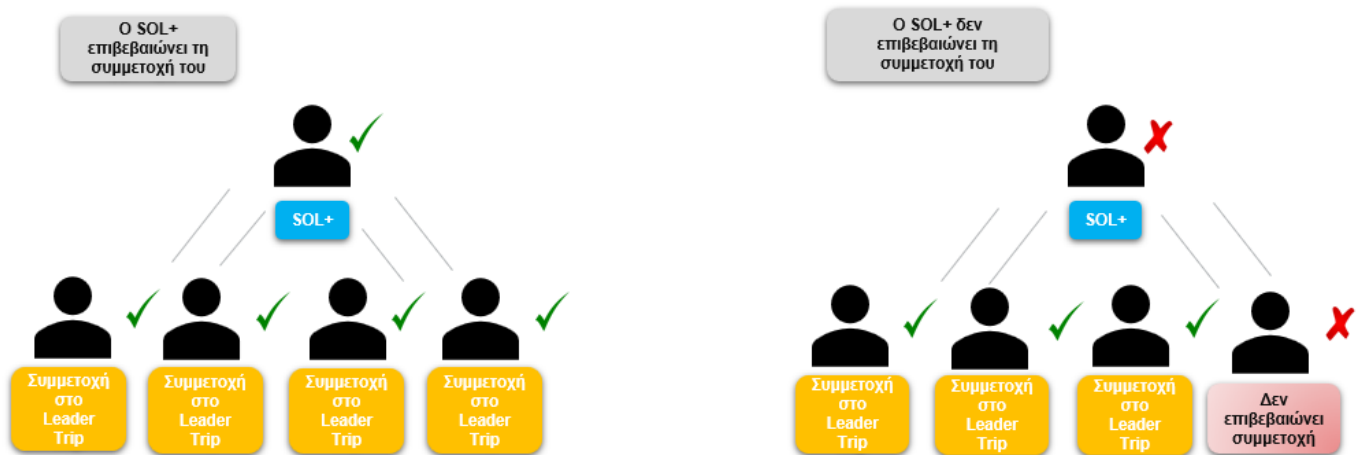 Ο SOL+
επιβεβαιώνει τη
συμμετοχή του
SOL+
Συμμετοχή
στο
Leader
Trip
Συμμετοχή
στο
Leader
Trip
Συμμετοχή
στο
Leader
Trip
Συμμετοχή
στο
Leader
Trip
Ο SOL+ δεν
επιβεβαιώνει τη
συμμετοχή του
SOL+
Συμμετοχή
στο
Leader
Trip
Συμμετοχή
στο
Leader
Trip
Συμμετοχή
στο
Leader
Trip
Δεν
επιβεβαιώνει
συμμετοχή